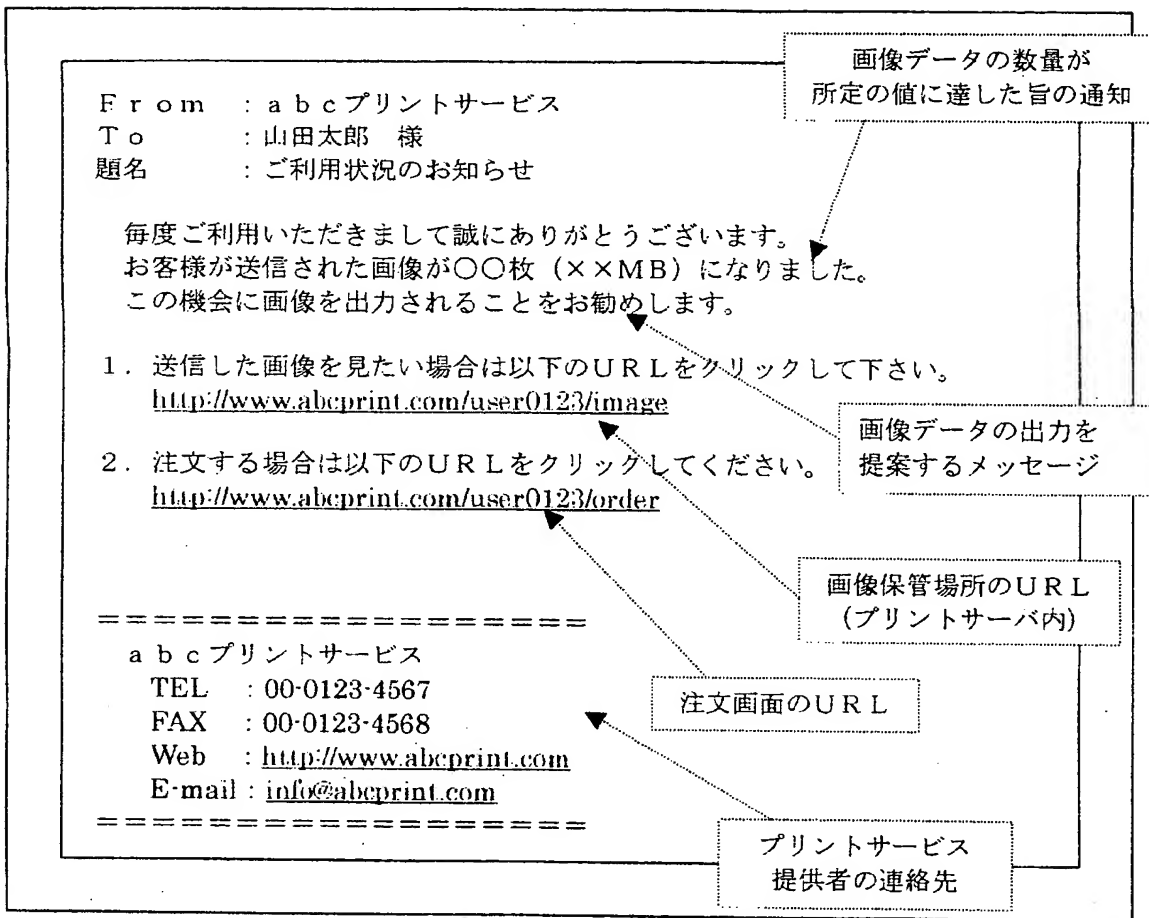 画像データの数量が
所定の値に達した旨の通知
From :abcプリントサービス
To :山田太郎 様
題名 :ご利用状況のお知らせ
毎度ご利用いただきまして誠にありがとうございます。
お客様が送信された画像が〇〇枚(××MB)になりました。
この機会に画像を出力されることをお勧めします。
1.送信した画像を見たい場合は以下のURLをクリックして下さい。
http://www.abcprint.com/user0123/image
画像データの出力を
提案するメッセージ
2.注文する場合は以下のURLをクリックしてください。
http://www.abcprint.com/user0123/order
画像保管場所のURL
(プリントサーバ内)
==================
abcプリントサービス
TEL :00-0123-4567
FAX :00-0123-4568
Web :http://www.abcprint.com
E-mail:info@abcprint.com
==================
注文画面のURL
プリントサービス
提供者の連絡先